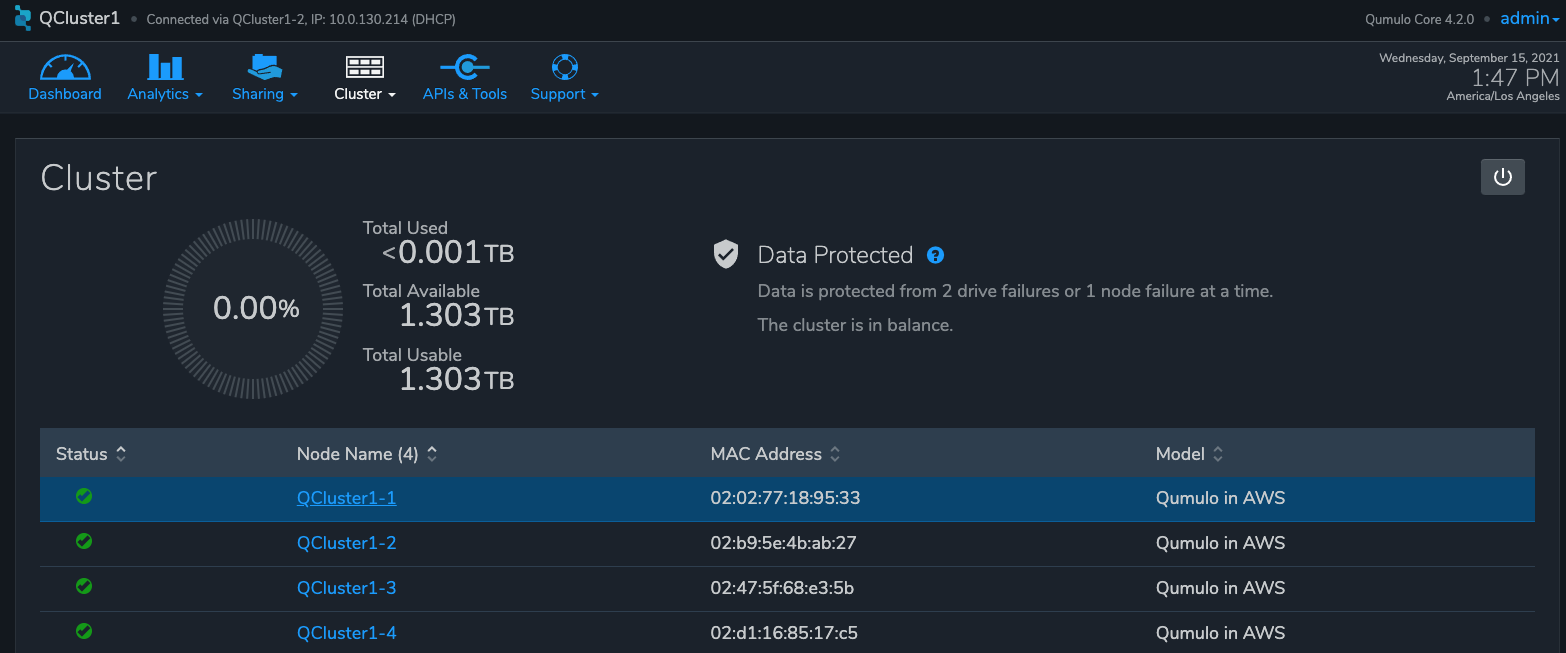 QCluster1 • Connected via QCluster1-2, IP: 10.0.130.214 (DHCP)
Qumulo Core 4.2.0 • admin
Dashboard
Analytics
Sharing
Cluster
APIs & Tools
Support
Wednesday, September 15, 2021
1:47 PM
America/Los Angeles
Cluster
0.00%
Total Used
<0.001TB
Total Available
1.303TB
Total Usable
1.303TB
Data Protected ?
Data is protected from 2 drive failures or 1 node failure at a time.
The cluster is in balance.
Status Node Name (4) MAC Address Model
QCluster1-1 02:02:77:18:95:33 Qumulo in AWS
QCluster1-2 02:b9:5e:4b:ab:27 Qumulo in AWS
QCluster1-3 02:47:5f:68:e3:5b Qumulo in AWS
QCluster1-4 02:d1:16:85:17:c5 Qumulo in AWS